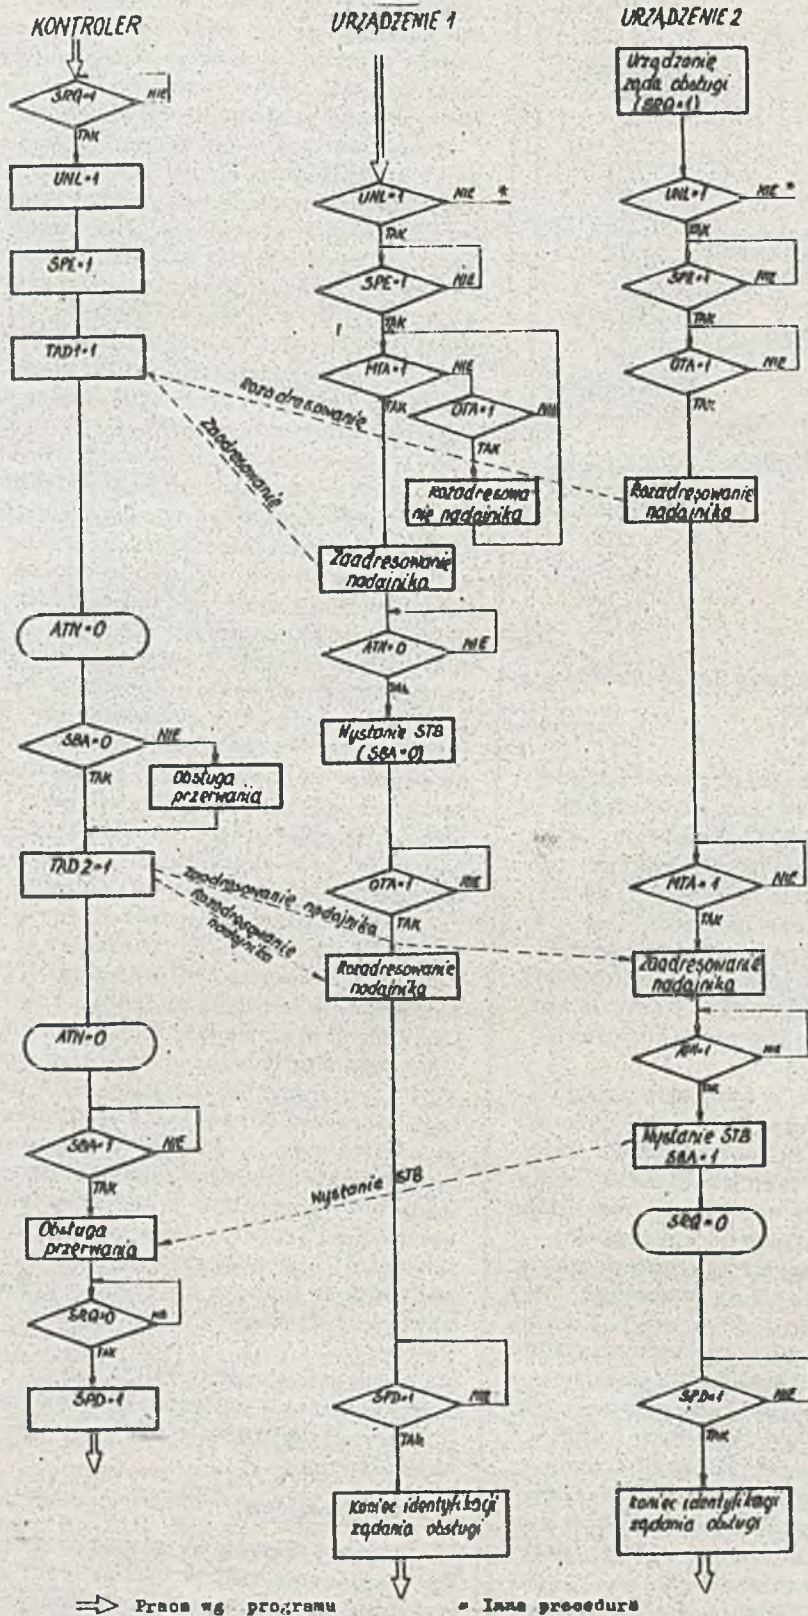 KONTROLER
SRQ=1
NIE
TAK
UNL=1
SPE=1
TAD1=1
ATN=0
SBA=0
NIE
TAK
Obsługa
przerwania
TAD2=1
ATN=0
SBA=1
NIE
TAK
Obsługa
przerwania
SRQ=0
NIE
TAK
SPD=1
URZĄDZENIE 1
UNL=1
NIE *
TAK
SPE=1
NIE
TAK
MTA=1
NIE
TAK
OTA=1
NIE
TAK
Rozadresowa
nie nadajnika
Zaadresowanie
nadajnika
ATN=0
NIE
TAK
Wysłanie STB
(SBA=0)
OTA=1
NIE
TAK
Rozadresowanie
nadajnika
SPD=1
NIE
TAK
Koniec identyfikacji
żądania obsługi
URZĄDZENIE 2
Urządzenie
żąda obsługi
(SRQ=1)
UNL=1
NIE *
TAK
SPE=1
NIE
TAK
OTA=1
NIE
TAK
Rozadresowanie
nadajnika
MTA=1
NIE
TAK
Zaadresowanie
nadajnika
NIE
TAK
Wysłanie STB
SBA=1
SRQ=0
SPD=1
NIE
TAK
Koniec identyfikacji
żądania obsługi
Rozadresowanie
Zaadresowanie
Zaadresowanie nadajnika
Rozadresowanie
nadajnika
Wysłanie STB
Praca wg programu
* Inna procedura